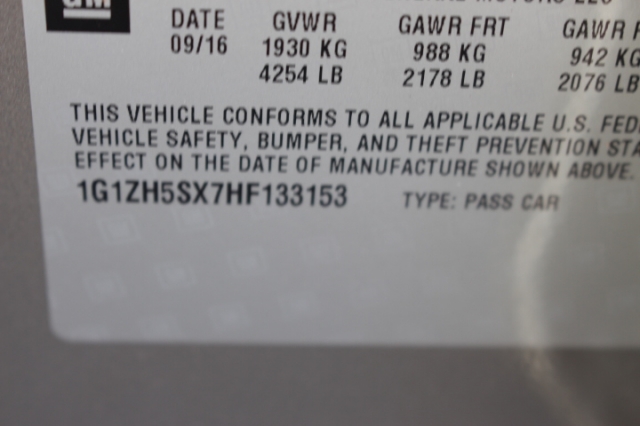 GM
DATE GVWR GAWR FRT GAWR
09/16 1930 KG 988 KG 942 KG
4254 LB 2178 LB 2076 LB
THIS VEHICLE CONFORMS TO ALL APPLICABLE U.S.
VEHICLE SAFETY, BUMPER, AND THEFT PREVENTION
EFFECT ON THE DATE OF MANUFACTURE SHOWN ABOVE.
1G1ZH5SX7HF133153 TYPE: PASS CAR